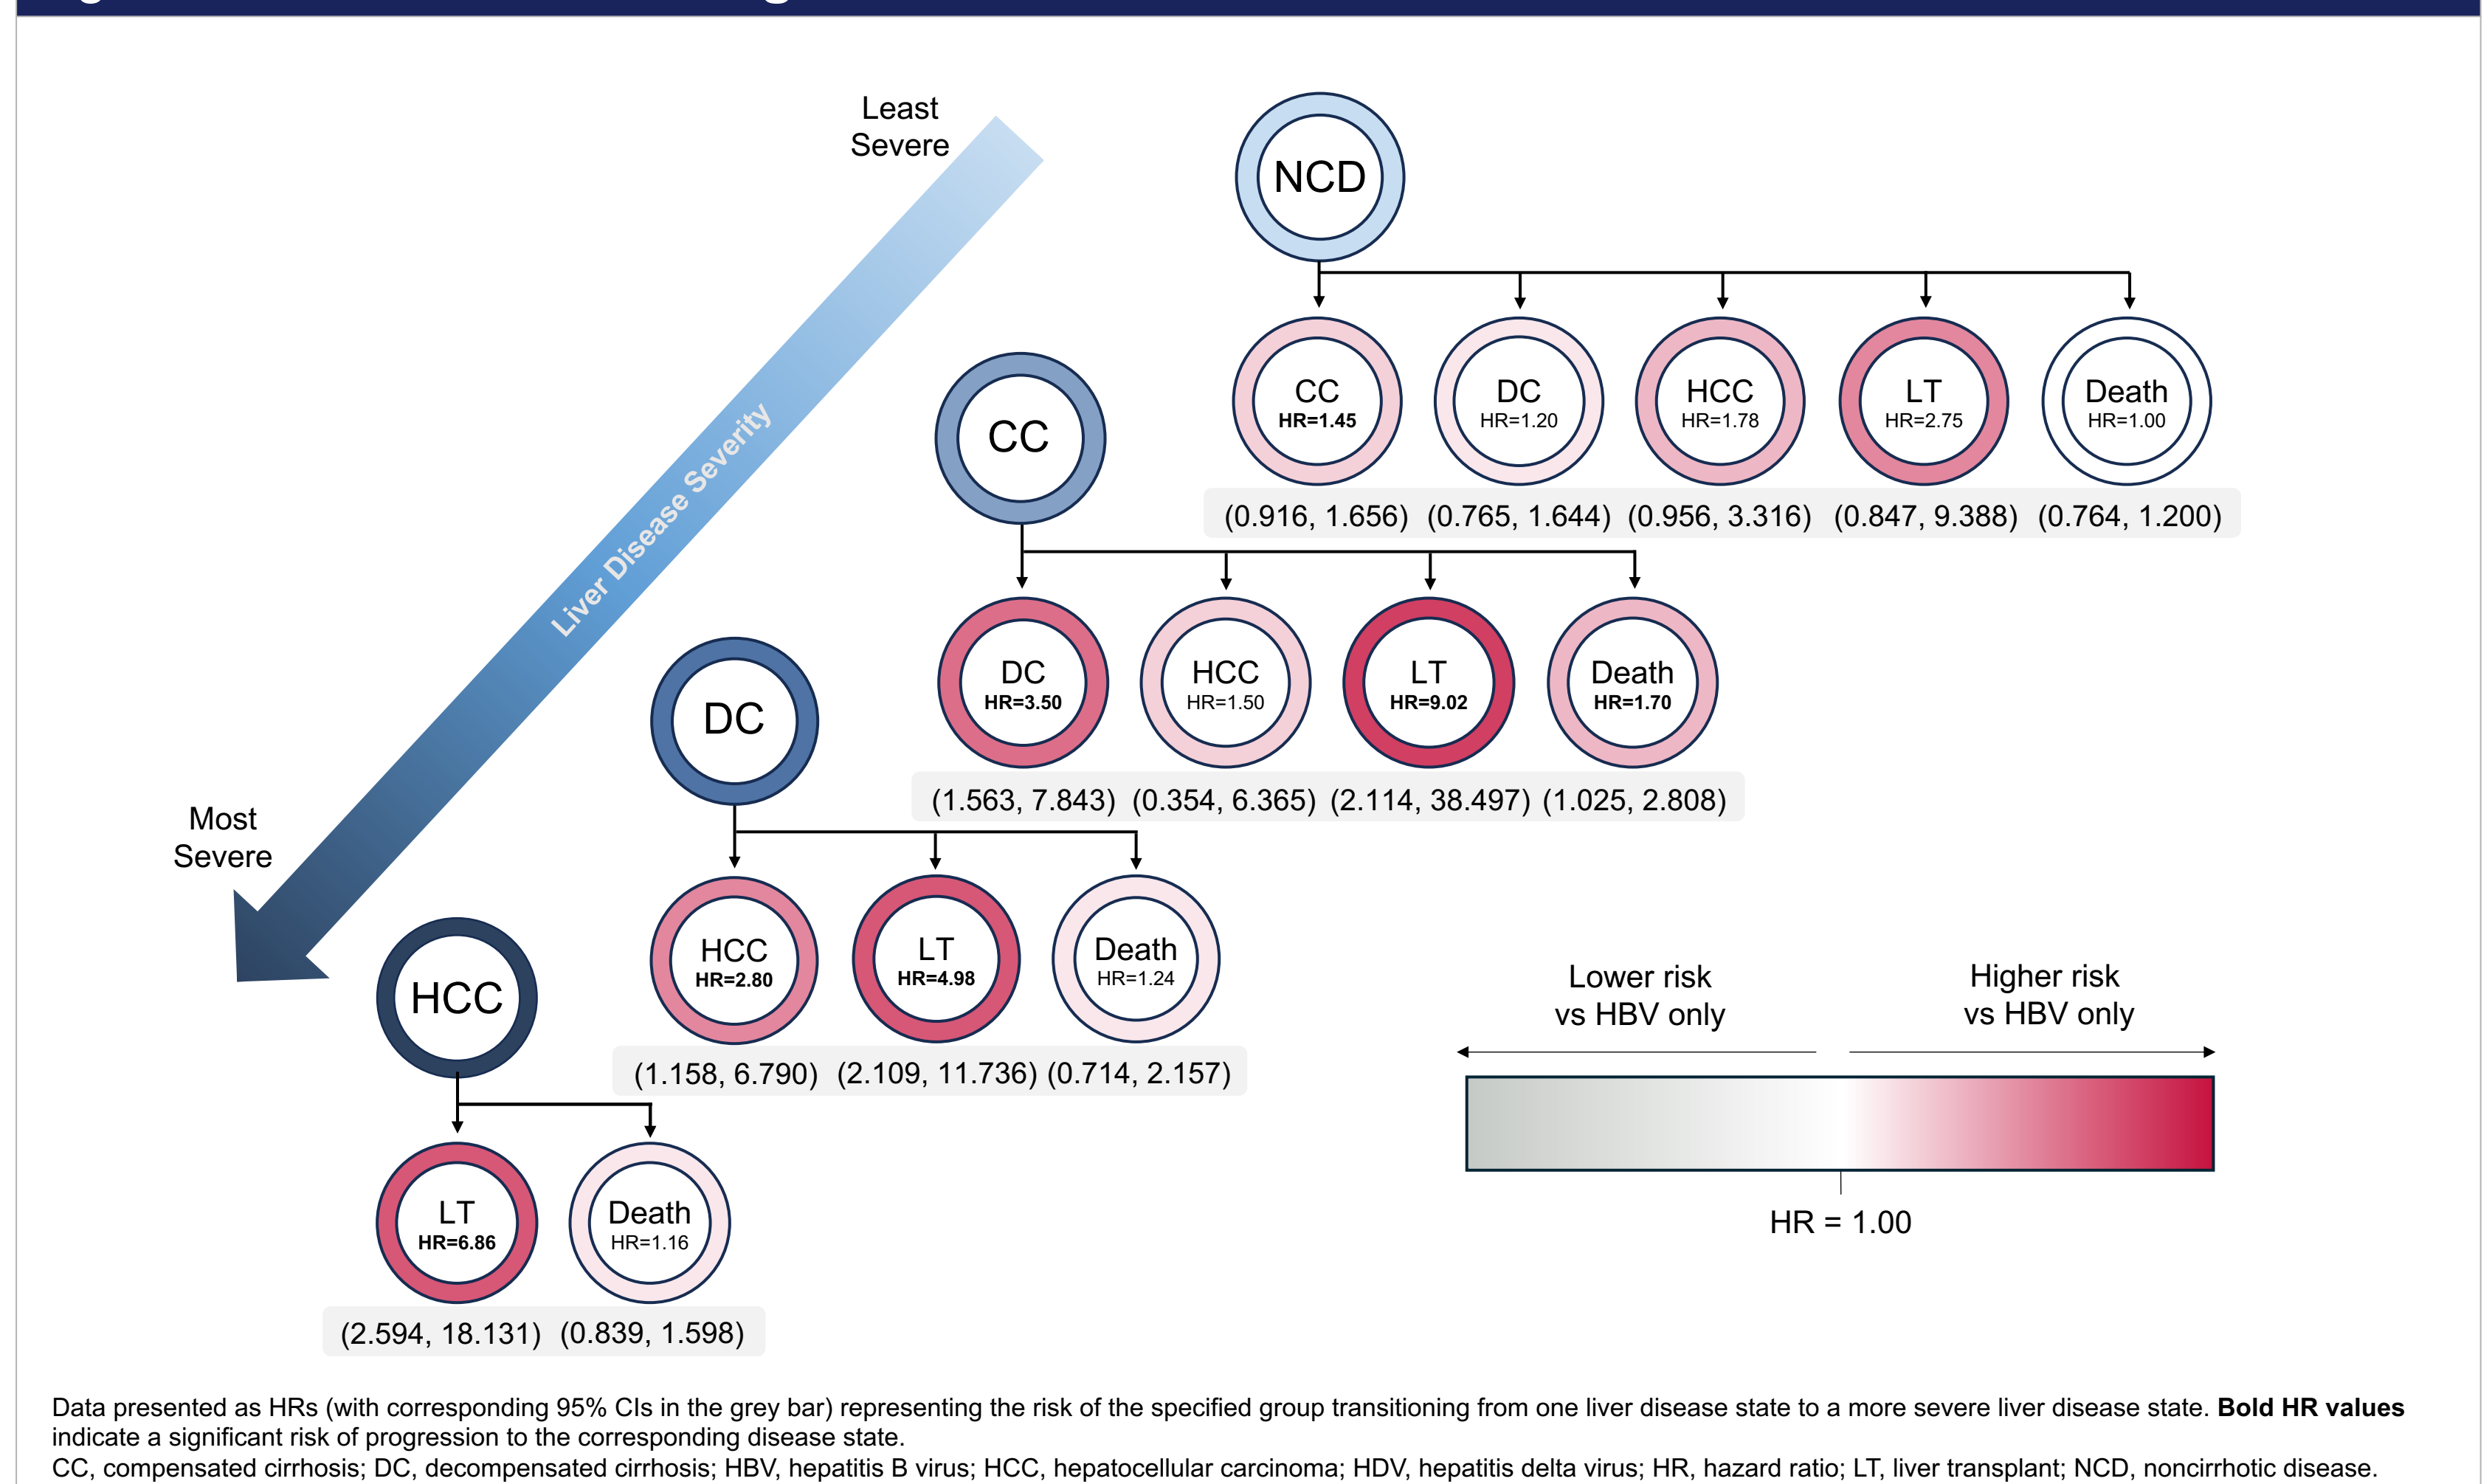 Least
Severe
NCD
CC
HR=1.45
DC
HR=1.20
HCC
HR=1.78
LT
HR=2.75
Death
HR=1.00
(0.916, 1.656) (0.765, 1.644) (0.956, 3.316) (0.847, 9.388) (0.764, 1.200)
CC
Liver Disease Severity
DC
HR=3.50
HCC
HR=1.50
LT
HR=9.02
Death
HR=1.70
(1.563, 7.843) (0.354, 6.365) (2.114, 38.497) (1.025, 2.808)
DC
Most
Severe
HCC
HR=2.80
LT
HR=4.98
Death
HR=1.24
(1.158, 6.790) (2.109, 11.736) (0.714, 2.157)
HCC
LT
HR=6.86
Death
HR=1.16
(2.594, 18.131) (0.839, 1.598)
Lower risk
vs HBV only
Higher risk
vs HBV only
HR = 1.00
Data presented as HRs (with corresponding 95% CIs in the grey bar) representing the risk of the specified group transitioning from one liver disease state to a more severe liver disease state. Bold HR values
indicate a significant risk of progression to the corresponding disease state.
CC, compensated cirrhosis; DC, decompensated cirrhosis; HBV, hepatitis B virus; HCC, hepatocellular carcinoma; HDV, hepatitis delta virus; HR, hazard ratio; LT, liver transplant; NCD, noncirrhotic disease.